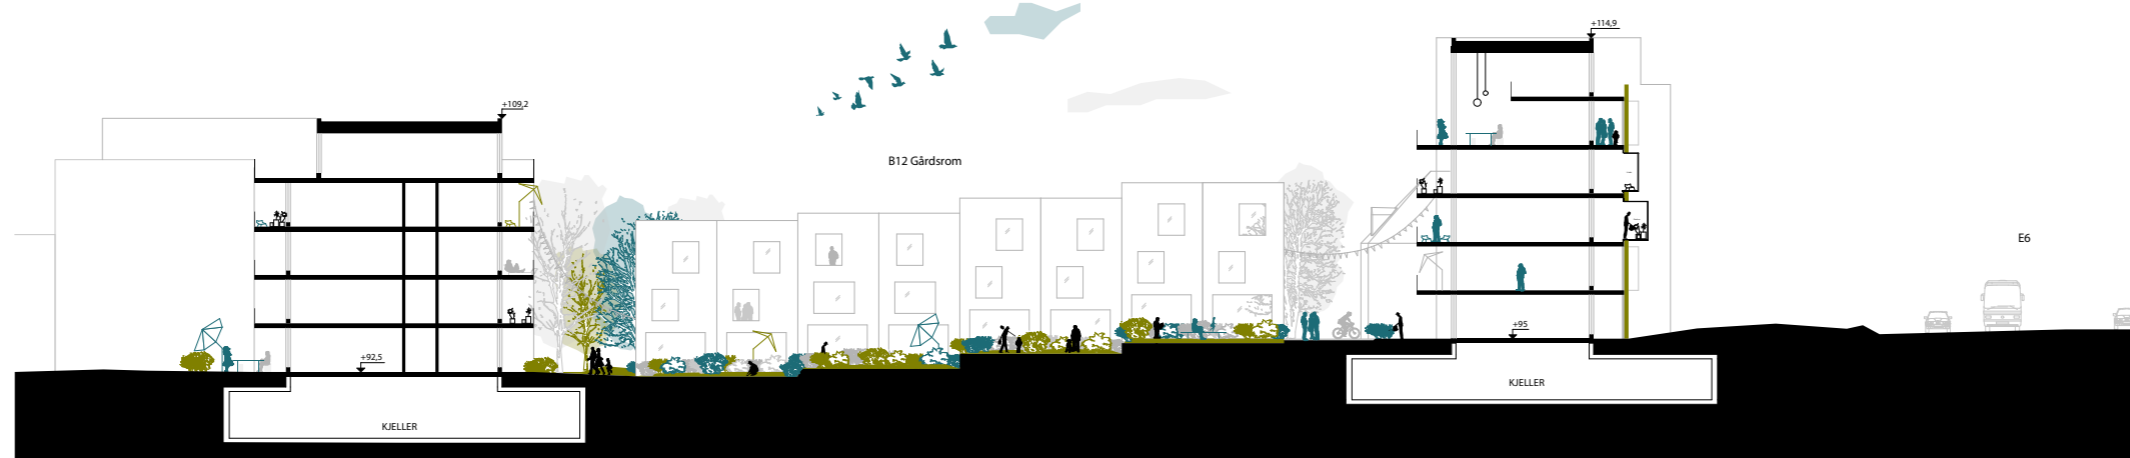 +114,9
+109,2
B12 Gårdsrom
E6
+95
+92,5
KJELLER
KJELLER